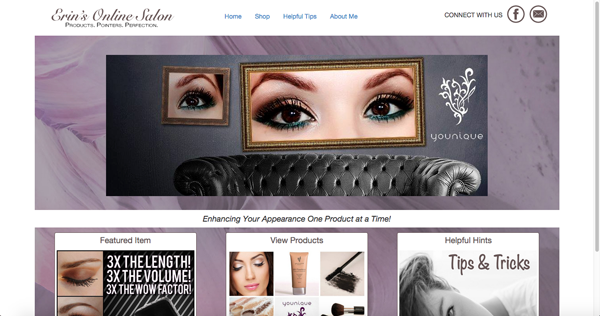 Erin's Online Salon
Products. Pointers. Perfection.
Home Shop Helpful Tips About Me
CONNECT WITH US
younique
Enhancing Your Appearance One Product at a Time!
Featured Item
View Products
Helpful Hints
3X THE LENGTH!
3X THE VOLUME!
3X THE WOW FACTOR!
younique
Tips & Tricks